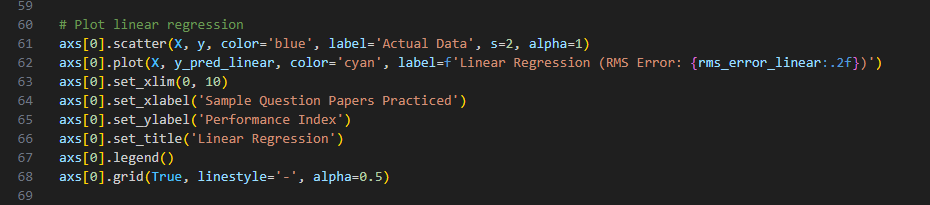 59
60 # Plot linear regression
61 axs[0].scatter(X, y, color='blue', label='Actual Data', s=2, alpha=1)
62 axs[0].plot(X, y_pred_linear, color='cyan', label=f'Linear Regression (RMS Error: {rms_error_linear:.2f})')
63 axs[0].set_xlim(0, 10)
64 axs[0].set_xlabel('Sample Question Papers Practiced')
65 axs[0].set_ylabel('Performance Index')
66 axs[0].set_title('Linear Regression')
67 axs[0].legend()
68 axs[0].grid(True, linestyle='-', alpha=0.5)
69